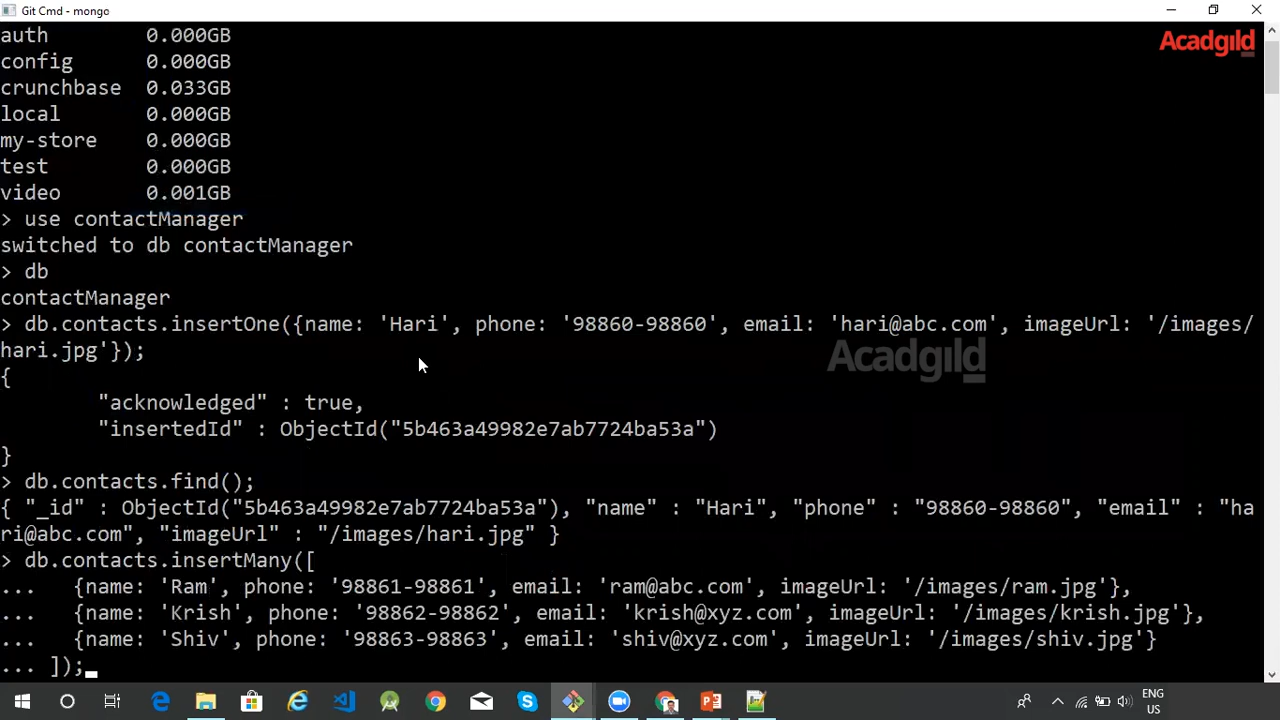 Git Cmd - mongo
Acadgild
auth 0.000GB
config 0.000GB
crunchbase 0.033GB
local 0.000GB
my-store 0.000GB
test 0.000GB
video 0.001GB
> use contactManager
switched to db contactManager
> db
contactManager
> db.contacts.insertOne({name: 'Hari', phone: '98860-98860', email: 'hari@abc.com', imageUrl: '/images/
hari.jpg'});
Acadgild
{
"acknowledged" : true,
"insertedId" : ObjectId("5b463a49982e7ab7724ba53a")
}
> db.contacts.find();
{ "_id" : ObjectId("5b463a49982e7ab7724ba53a"), "name" : "Hari", "phone" : "98860-98860", "email" : "ha
ri@abc.com", "imageUrl" : "/images/hari.jpg" }
> db.contacts.insertMany([
... {name: 'Ram', phone: '98861-98861', email: 'ram@abc.com', imageUrl: '/images/ram.jpg'},
... {name: 'Krish', phone: '98862-98862', email: 'krish@xyz.com', imageUrl: '/images/krish.jpg'},
... {name: 'Shiv', phone: '98863-98863', email: 'shiv@xyz.com', imageUrl: '/images/shiv.jpg'}
... ]);
ENG
US